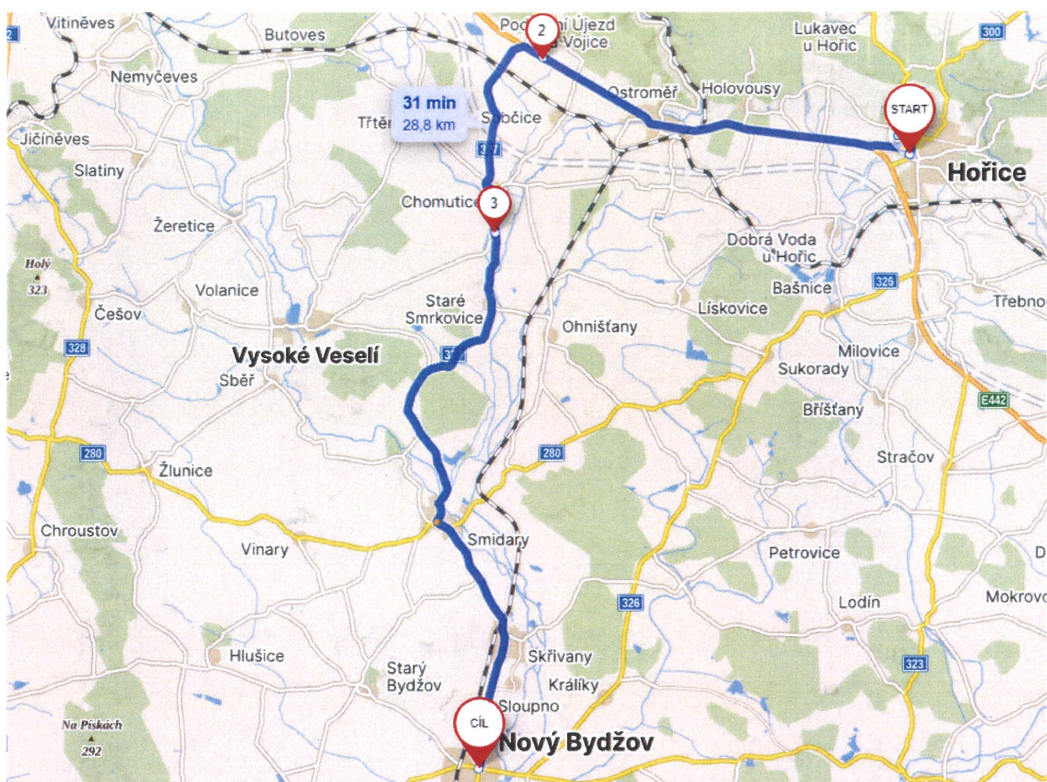 Vitiněves
Butoves
Podhorní Újezd
2
Vojice
Lukavec
u Hořic
300
Nemyčeves
31 min
28,8 km
Ostroměř
Holovousy
START
Sobčice
Jičíněves
Slatiny
Hořice
Chomutice
3
Žeretice
Dobrá Voda
u Hořic
Holý
323
Bašnice
326
Volanice
Staré
Smrkovice
Lískovice
Češov
Ohnišťany
328
Vysoké Veselí
Milovice
Sběř
Sukorady
E442
Bříšťany
280
280
Stračov
Žlunice
Chroustov
Smidary
Vinary
Petrovice
326
Lodín
Hlušice
Skřivany
Starý
Bydžov
323
Králíky
Sloupno
Na Pískách
292
CÍL
Nový Bydžov